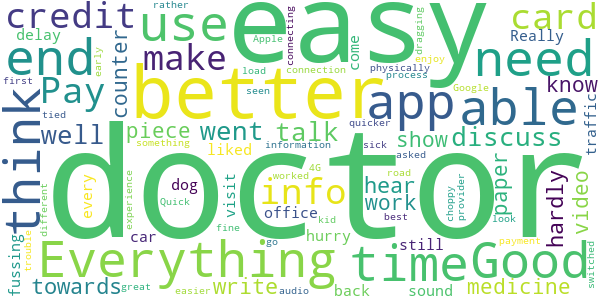 rather
Apple
connecting
easy
dragging
card
credit
use
Really
delay
come
need
end
make
counter
physically
load
connection
enjoy
early
process
first
seen
Google
better
app
able
know
traffic
Pay
tied
something
quicker
think
well
piece
went
talk
show
discuss
liked
information
4G
sick
asked
worked
road
doctor
hear
paper
hardly
video
every
different
experience
dog
Quick
visit
info
office
work
choppy
provider
best
look
kid
fine
go
payment
car
hurry
still
Everything
time
Good
fussing
trouble
towards
great
write
easier
audio
back
sound
medicine
switched